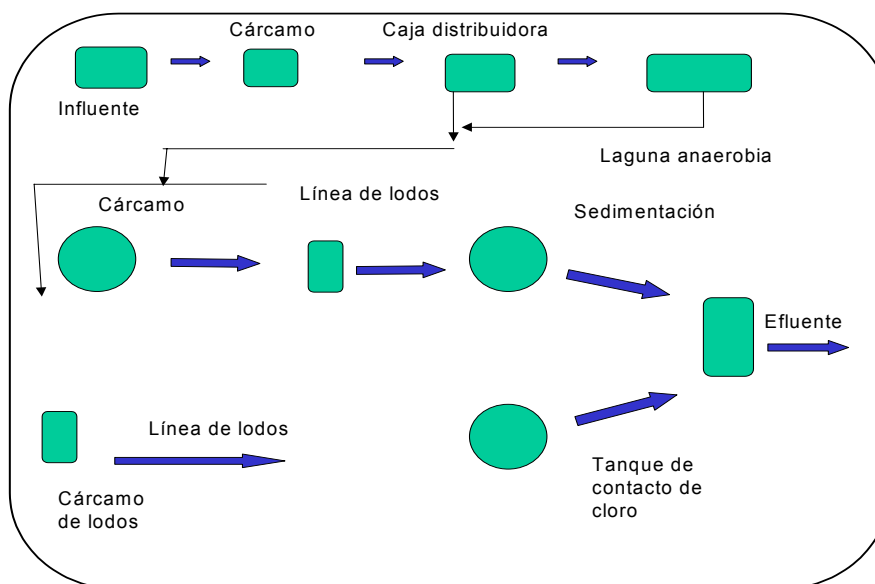 Cárcamo
Caja distribuidora
Influente
Laguna anaerobia
Cárcamo
Línea de lodos
Sedimentación
Efluente
Línea de lodos
Cárcamo
de lodos
Tanque de
contacto de
cloro